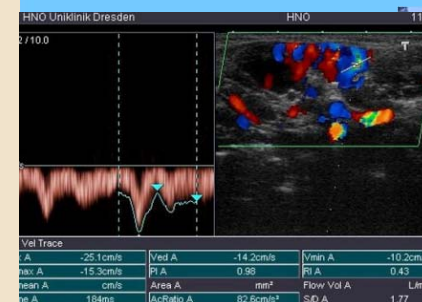 HNO Uniklinik Dresden HNO 11
2 / 10.0
T
Vel Trace
x A -25.1cm/s Ved A -14.2cm/s Vmin A -10.2cm
max A -15.3cm/s PI A 0.98 RI A 0.43
mean A cm/s Area A mm² Flow Vol A L/m
me A 184ms AcRatio A 82.6cm/s² S/D A 1.77